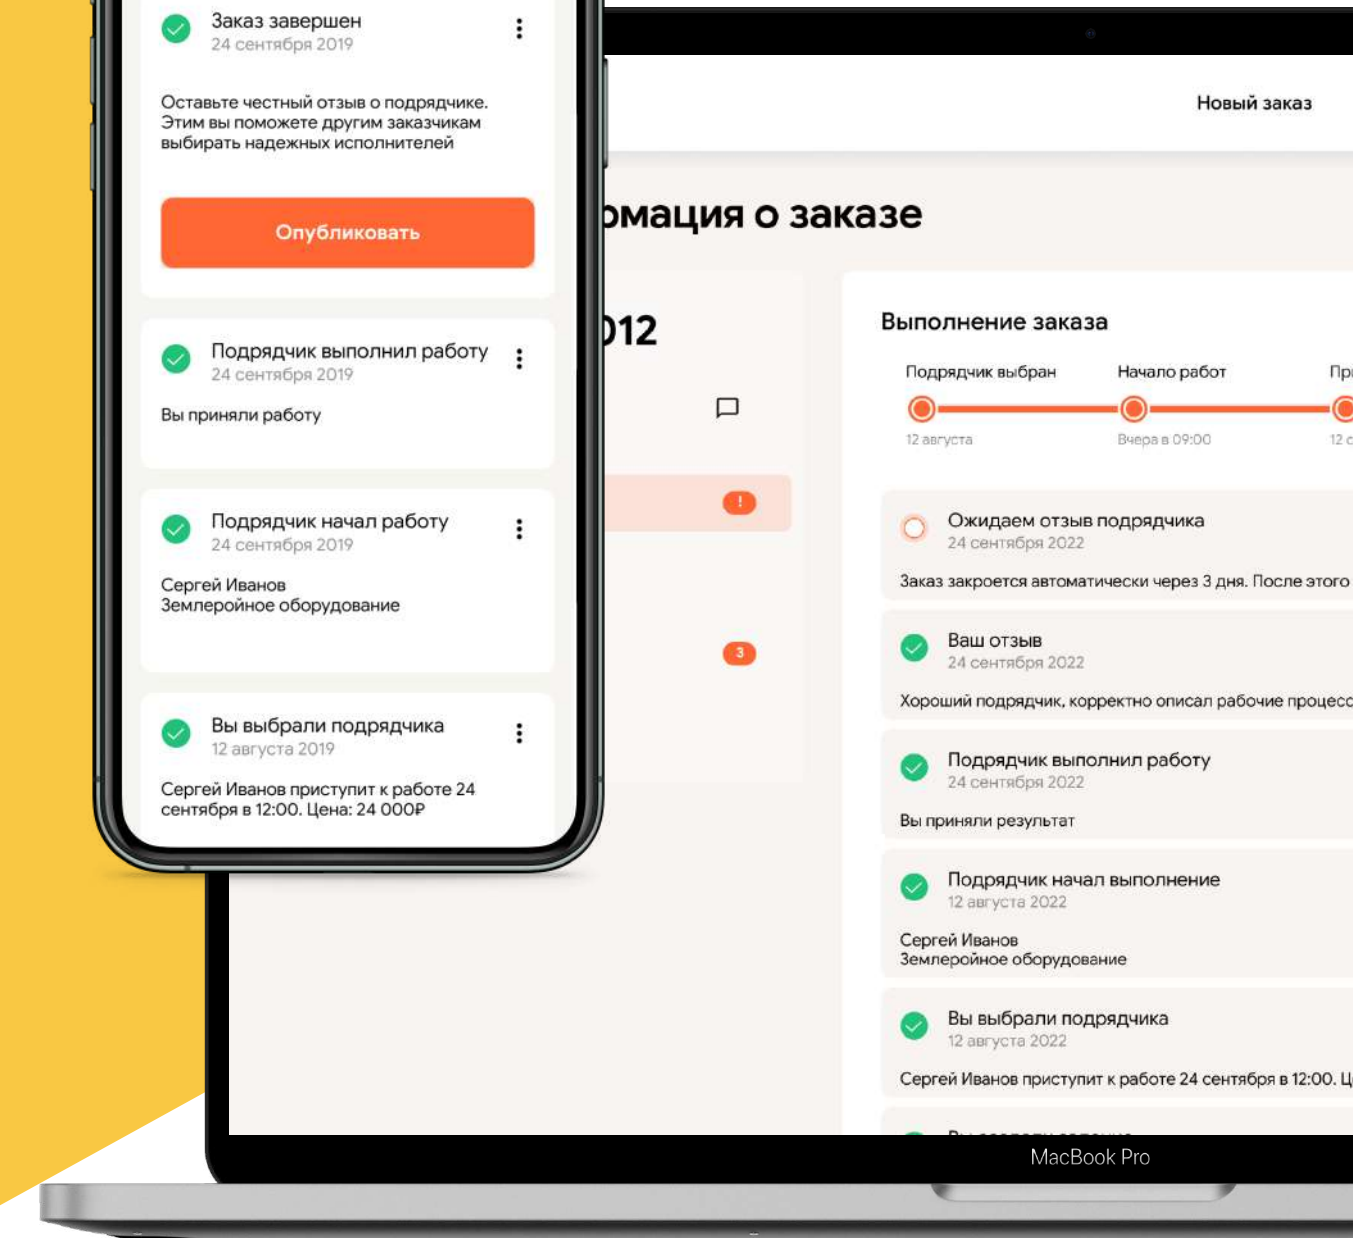 Заказ завершен
24 сентября 2019
Оставьте честный отзыв о подрядчике.
Этим вы поможете другим заказчикам
выбирать надежных исполнителей
Опубликовать
Подрядчик выполнил работу
24 сентября 2019
Вы приняли работу
Подрядчик начал работу
24 сентября 2019
Сергей Иванов
Землеройное оборудование
Вы выбрали подрядчика
12 августа 2019
Сергей Иванов приступит к работе 24
сентября в 12:00. Цена: 24 000₽
Новый заказ
рмация о заказе
012
!
3
Выполнение заказа
Подрядчик выбран Начало работ
12 августа Вчера в 09:00 12
Ожидаем отзыв подрядчика
24 сентября 2022
Заказ закроется автоматически через 3 дня. После этого
Ваш отзыв
24 сентября 2022
Хороший подрядчик, корректно описал рабочие процесс
Подрядчик выполнил работу
24 сентября 2022
Вы приняли результат
Подрядчик начал выполнение
12 августа 2022
Сергей Иванов
Землеройное оборудование
Вы выбрали подрядчика
12 августа 2022
Сергей Иванов приступит к работе 24 сентября в 12:00.
MacBook Pro